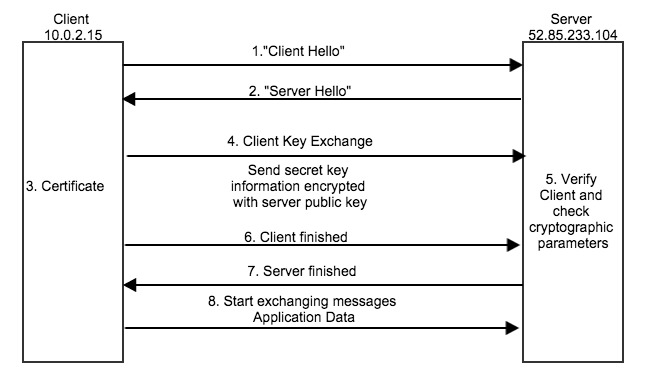 Client
10.0.2.15
Server
52.85.233.104
1."Client Hello"
2. "Server Hello"
3. Certificate
4. Client Key Exchange
Send secret key
information encrypted
with server public key
5. Verify
Client and
check
cryptographic
parameters
6. Client finished
7. Server finished
8. Start exchanging messages
Application Data